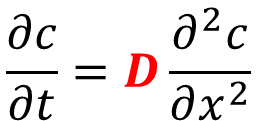 ∂c/∂t = D ∂²c/∂x²